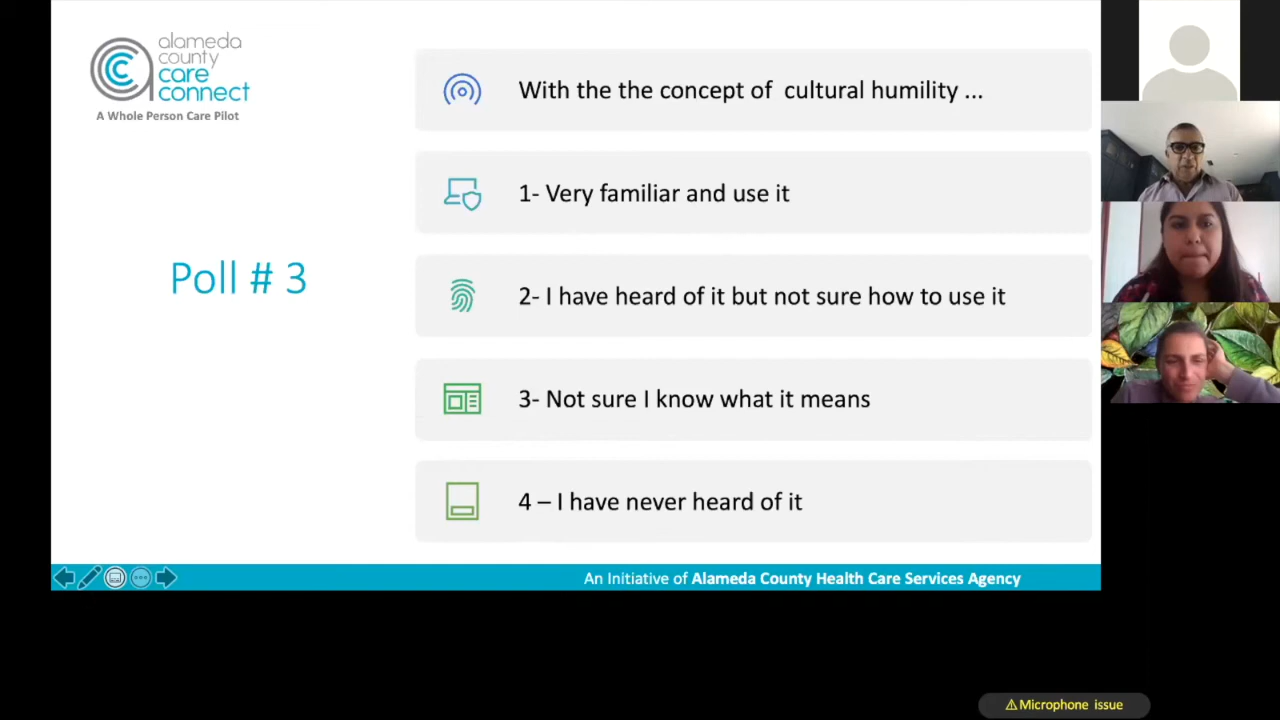 alameda
county
care
connect
A Whole Person Care Pilot
Poll # 3
With the the concept of cultural humility ...
1- Very familiar and use it
2- I have heard of it but not sure how to use it
3- Not sure I know what it means
4 – I have never heard of it
An Initiative of Alameda County Health Care Services Agency
⚠Microphone issue